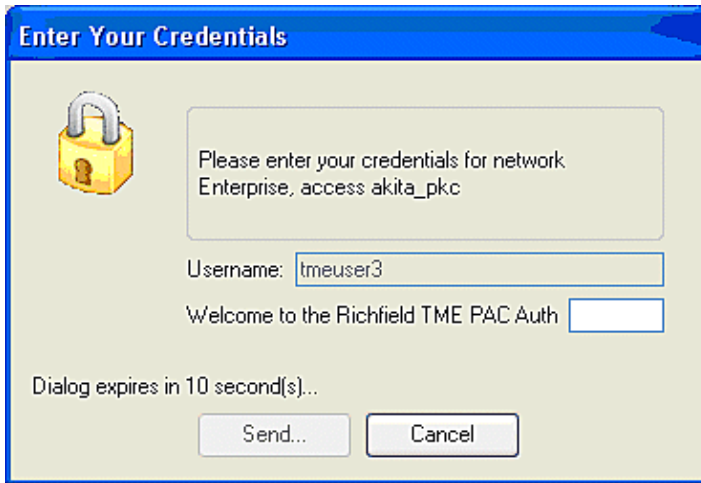 Enter Your Credentials
Please enter your credentials for network
Enterprise, access akita_pkc
Username: tmeuser3
Welcome to the Richfield TME PAC Auth
Dialog expires in 10 second(s)...
Send... Cancel